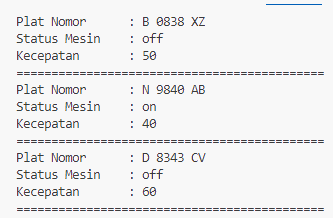 Plat Nomor : B 0838 XZ
Status Mesin : off
Kecepatan : 50
============================================
Plat Nomor : N 9840 AB
Status Mesin : on
Kecepatan : 40
============================================
Plat Nomor : D 8343 CV
Status Mesin : off
Kecepatan : 60
============================================